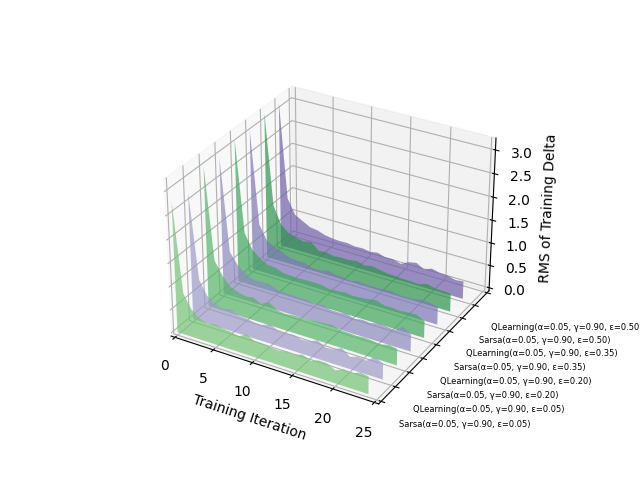 3.0
2.5
2.0
1.5
1.0
0.5
0.0
RMS of Training Delta
QLearning(α=0.05, γ=0.90, ε=0.50
Sarsa(α=0.05, γ=0.90, ε=0.50)
QLearning(α=0.05, γ=0.90, ε=0.35)
Sarsa(α=0.05, γ=0.90, ε=0.35)
QLearning(α=0.05, γ=0.90, ε=0.20)
Sarsa(α=0.05, γ=0.90, ε=0.20)
QLearning(α=0.05, γ=0.90, ε=0.05)
Sarsa(α=0.05, γ=0.90, ε=0.05)
0
5
10
15
20
25
Training Iteration